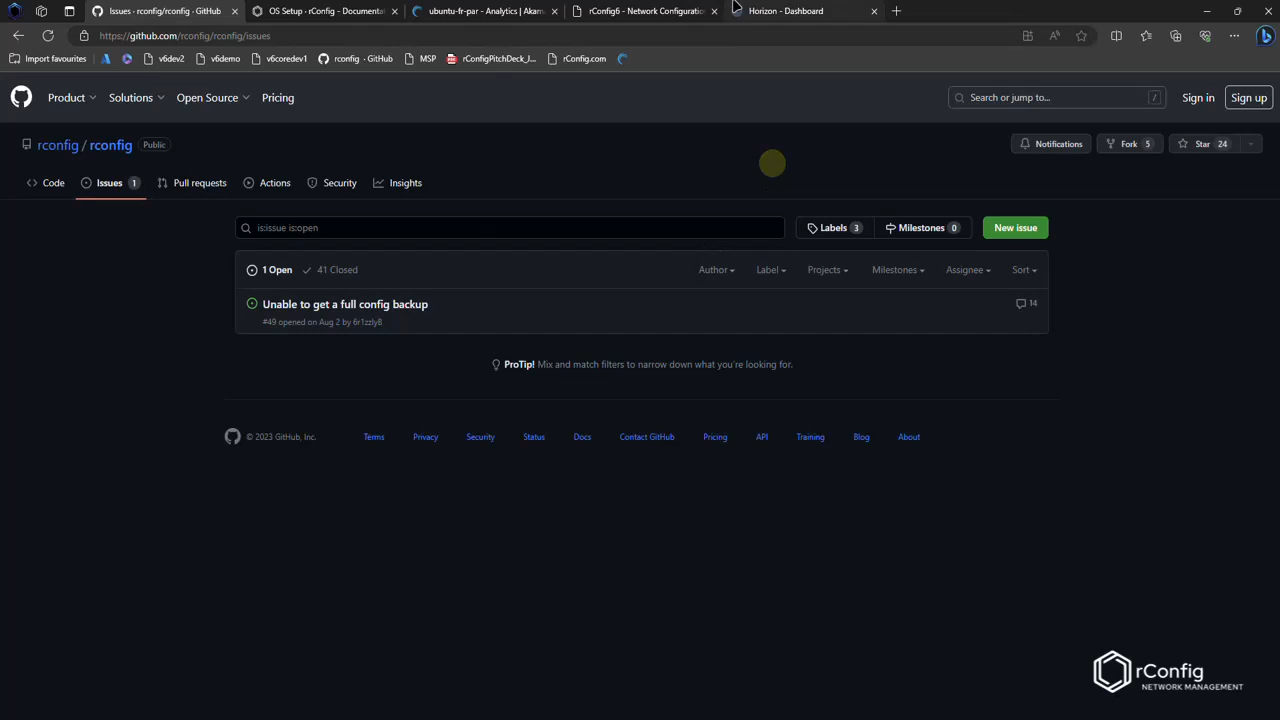 Issues · rconfig/rconfig · GitHub
OS Setup · rConfig - Documentat
ubuntu-fr-par - Analytics | Akam
rConfig6 - Network Configuration
Horizon - Dashboard
https://github.com/rconfig/rconfig/issues
Import favourites
v6dev2
v6demo
v6coredev1
rconfig · GitHub
MSP
rConfigPitchDeck_J...
rConfig.com
Product
Solutions
Open Source
Pricing
Search or jump to...
/
Sign in
Sign up
rconfig / rconfig Public
Notifications
Fork 5
Star 24
Code
Issues 1
Pull requests
Actions
Security
Insights
is:issue is:open
Labels 3
Milestones 0
New issue
1 Open
41 Closed
Author
Label
Projects
Milestones
Assignee
Sort
Unable to get a full config backup
14
#49 opened on Aug 2 by 6r1zzly8
ProTip! Mix and match filters to narrow down what you're looking for.
© 2023 GitHub, Inc.
Terms
Privacy
Security
Status
Docs
Contact GitHub
Pricing
API
Training
Blog
About
rConfig
NETWORK MANAGEMENT